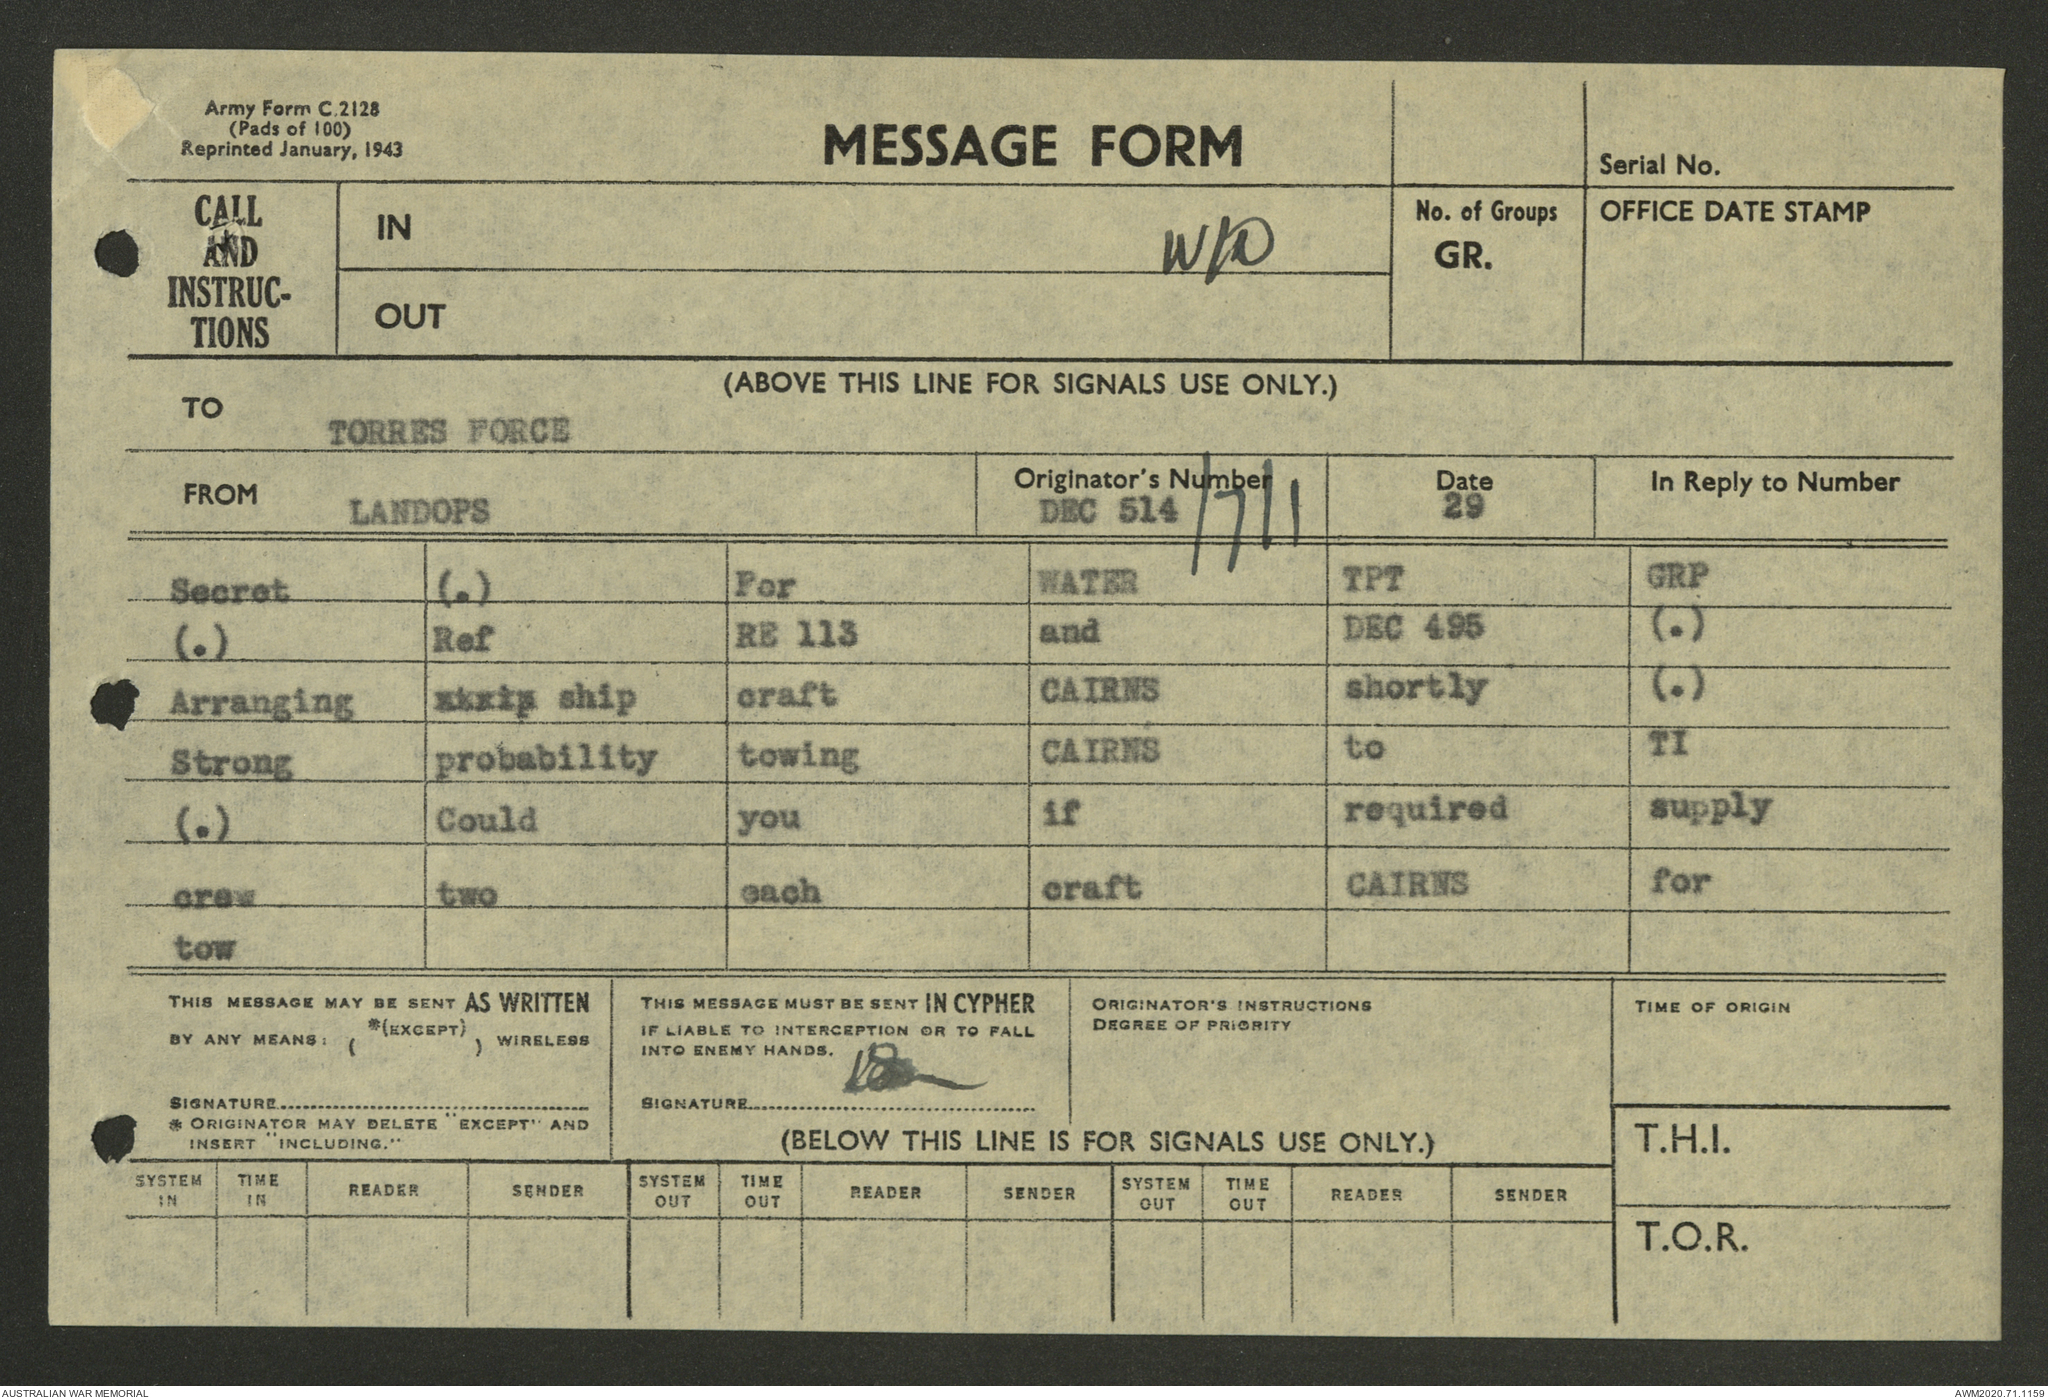 Army Form C.2128
(Pads of 100)
Reprinted January, 1943
MESSAGE FORM
Serial No.
CALL
AND
INSTRUC-
TIONS
IN
OUT
No. of Groups
GR.
OFFICE DATE STAMP
(ABOVE THIS LINE FOR SIGNALS USE ONLY.)
TO
TORRES FORCE
FROM
LANDOPS
Originator's Number
DEC 514 /7/1
Date
29
In Reply to Number
Secret (.) For WATER TPT GRP
(.) Ref RE 113 and DEC 495 (.)
Arranging ship craft CAIRNS shortly (.)
Strong probability towing CAIRNS to TI
(.) Could you if required supply
crew two each craft CAIRNS for
tow
THIS MESSAGE MAY BE SENT AS WRITTEN
BY ANY MEANS: ( *(EXCEPT) ) WIRELESS
SIGNATURE
* ORIGINATOR MAY DELETE "EXCEPT" AND
INSERT "INCLUDING."
THIS MESSAGE MUST BE SENT IN CYPHER
IF LIABLE TO INTERCEPTION OR TO FALL
INTO ENEMY HANDS.
SIGNATURE
ORIGINATOR'S INSTRUCTIONS
DEGREE OF PRIORITY
TIME OF ORIGIN
(BELOW THIS LINE IS FOR SIGNALS USE ONLY.)
T.H.I.
SYSTEM IN TIME IN READER SENDER SYSTEM OUT TIME OUT READER SENDER SYSTEM OUT TIME OUT READER SENDER
T.O.R.
AUSTRALIAN WAR MEMORIAL
AWM2020.71.1159